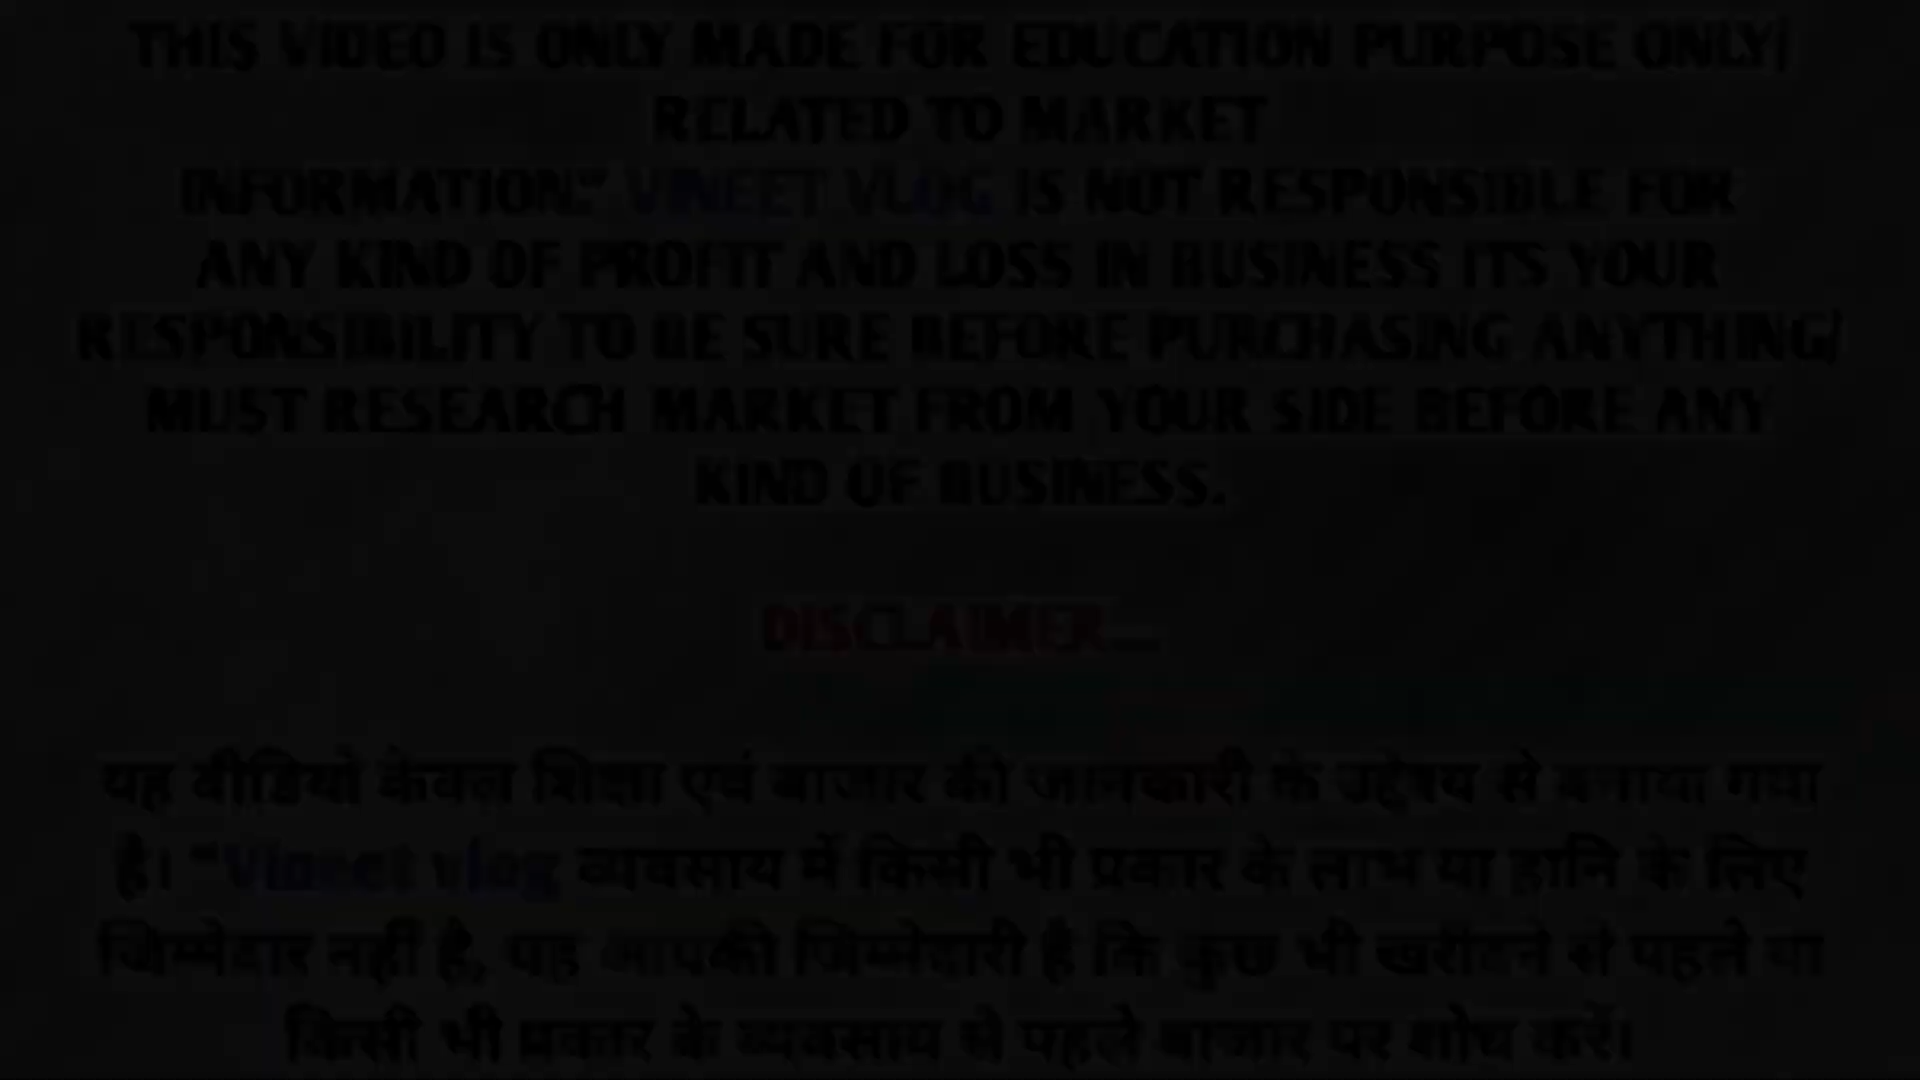 THIS VIDEO IS ONLY MADE FOR EDUCATION PURPOSE ONLY/
RELATED TO MARKET
INFORMATION." VINEET VLOG IS NOT RESPONSIBLE FOR
ANY KIND OF PROFIT AND LOSS IN BUSINESS ITS YOUR
RESPONSIBILITY TO BE SURE BEFORE PURCHASING ANYTHING/
MUST RESEARCH MARKET FROM YOUR SIDE BEFORE ANY
KIND OF BUSINESS.
DISCLAIMER...
यह वीडियो केवल शिक्षा एवं बाजार की जानकारी के उद्देश्य से बनाया गया
है। "Vineet vlog व्यवसाय में किसी भी प्रकार के लाभ या हानि के लिए
जिम्मेदार नहीं है, यह आपकी जिम्मेदारी है कि कुछ भी खरीदने से पहले या
किसी भी प्रकार के व्यवसाय से पहले बाजार पर शोध करें।